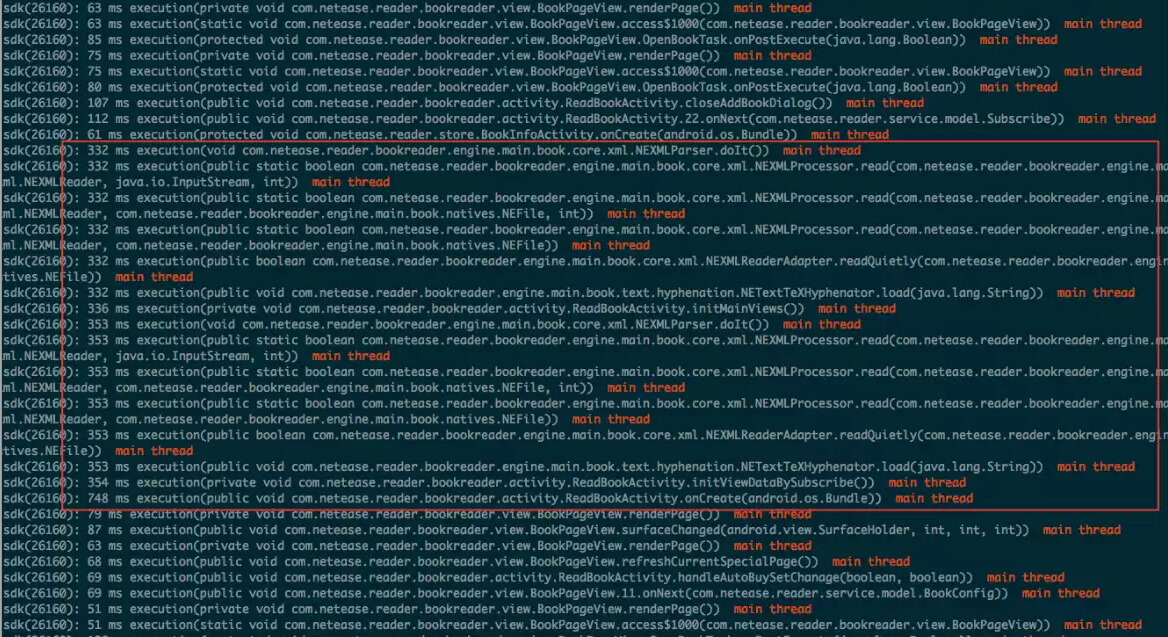 sdk(26160): 63 ms execution(private void com.netease.reader.bookreader.view.BookPageView.renderPage()) main thread
sdk(26160): 63 ms execution(static void com.netease.reader.bookreader.view.BookPageView.access$1000(com.netease.reader.bookreader.view.BookPageView)) main thread
sdk(26160): 85 ms execution(protected void com.netease.reader.bookreader.view.BookPageView.OpenBookTask.onPostExecute(java.lang.Boolean)) main thread
sdk(26160): 75 ms execution(private void com.netease.reader.bookreader.view.BookPageView.renderPage()) main thread
sdk(26160): 75 ms execution(static void com.netease.reader.bookreader.view.BookPageView.access$1000(com.netease.reader.bookreader.view.BookPageView)) main thread
sdk(26160): 80 ms execution(protected void com.netease.reader.bookreader.view.BookPageView.OpenBookTask.onPostExecute(java.lang.Boolean)) main thread
sdk(26160): 107 ms execution(public void com.netease.reader.bookreader.activity.ReadBookActivity.closeAddBookDialog()) main thread
sdk(26160): 112 ms execution(public void com.netease.reader.bookreader.activity.ReadBookActivity.22.onNext(com.netease.reader.service.model.Subscribe)) main thread
sdk(26160): 61 ms execution(protected void com.netease.reader.store.BookInfoActivity.onCreate(android.os.Bundle)) main thread
sdk(26160): 332 ms execution(void com.netease.reader.bookreader.engine.main.book.core.xml.NEXMLParser.doIt()) main thread
sdk(26160): 332 ms execution(public static boolean com.netease.reader.bookreader.engine.main.book.core.xml.NEXMLProcessor.read(com.netease.reader.bookreader.engine.ma
ml.NEXMLReader, java.io.InputStream, int)) main thread
sdk(26160): 332 ms execution(public static boolean com.netease.reader.bookreader.engine.main.book.core.xml.NEXMLProcessor.read(com.netease.reader.bookreader.engine.ma
ml.NEXMLReader, com.netease.reader.bookreader.engine.main.book.natives.NEFile, int)) main thread
sdk(26160): 332 ms execution(public static boolean com.netease.reader.bookreader.engine.main.book.core.xml.NEXMLProcessor.read(com.netease.reader.bookreader.engine.ma
ml.NEXMLReader, com.netease.reader.bookreader.engine.main.book.natives.NEFile)) main thread
sdk(26160): 332 ms execution(public boolean com.netease.reader.bookreader.engine.main.book.core.xml.NEXMLReaderAdapter.readQuietly(com.netease.reader.bookreader.engin
atives.NEFile)) main thread
sdk(26160): 332 ms execution(public void com.netease.reader.bookreader.engine.main.book.text.hyphenation.NETextTeXHyphenator.load(java.lang.String)) main thread
sdk(26160): 336 ms execution(private void com.netease.reader.bookreader.activity.ReadBookActivity.initMainViews()) main thread
sdk(26160): 353 ms execution(void com.netease.reader.bookreader.engine.main.book.core.xml.NEXMLParser.doIt()) main thread
sdk(26160): 353 ms execution(public static boolean com.netease.reader.bookreader.engine.main.book.core.xml.NEXMLProcessor.read(com.netease.reader.bookreader.engine.ma
ml.NEXMLReader, java.io.InputStream, int)) main thread
sdk(26160): 353 ms execution(public static boolean com.netease.reader.bookreader.engine.main.book.core.xml.NEXMLProcessor.read(com.netease.reader.bookreader.engine.ma
ml.NEXMLReader, com.netease.reader.bookreader.engine.main.book.natives.NEFile, int)) main thread
sdk(26160): 353 ms execution(public static boolean com.netease.reader.bookreader.engine.main.book.core.xml.NEXMLProcessor.read(com.netease.reader.bookreader.engine.ma
ml.NEXMLReader, com.netease.reader.bookreader.engine.main.book.natives.NEFile)) main thread
sdk(26160): 353 ms execution(public boolean com.netease.reader.bookreader.engine.main.book.core.xml.NEXMLReaderAdapter.readQuietly(com.netease.reader.bookreader.engin
atives.NEFile)) main thread
sdk(26160): 353 ms execution(public void com.netease.reader.bookreader.engine.main.book.text.hyphenation.NETextTeXHyphenator.load(java.lang.String)) main thread
sdk(26160): 354 ms execution(private void com.netease.reader.bookreader.activity.ReadBookActivity.initViewDataBySubscribe()) main thread
sdk(26160): 748 ms execution(public void com.netease.reader.bookreader.activity.ReadBookActivity.onCreate(android.os.Bundle)) main thread
sdk(26160): 79 ms execution(private void com.netease.reader.bookreader.view.BookPageView.renderPage()) main thread
sdk(26160): 87 ms execution(public void com.netease.reader.bookreader.view.BookPageView.surfaceChanged(android.view.SurfaceHolder, int, int, int)) main thread
sdk(26160): 63 ms execution(private void com.netease.reader.bookreader.view.BookPageView.renderPage()) main thread
sdk(26160): 68 ms execution(public void com.netease.reader.bookreader.view.BookPageView.refreshCurrentSpecialPage()) main thread
sdk(26160): 69 ms execution(public void com.netease.reader.bookreader.activity.ReadBookActivity.handleAutoBuySetChanage(boolean, boolean)) main thread
sdk(26160): 69 ms execution(public void com.netease.reader.bookreader.view.BookPageView.11.onNext(com.netease.reader.service.model.BookConfig)) main thread
sdk(26160): 51 ms execution(private void com.netease.reader.bookreader.view.BookPageView.renderPage()) main thread
sdk(26160): 51 ms execution(static void com.netease.reader.bookreader.view.BookPageView.access$1000(com.netease.reader.bookreader.view.BookPageView)) main thread